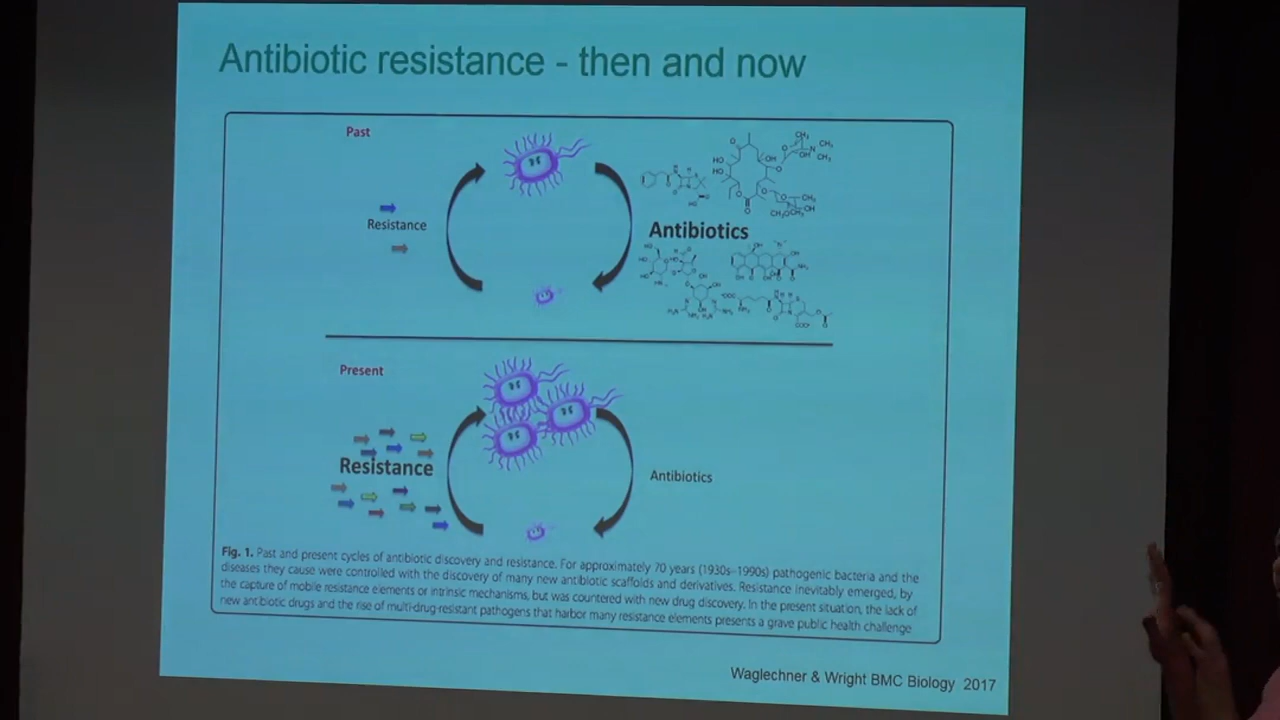 Antibiotic resistance - then and now
Past
Resistance
Antibiotics
Present
Resistance
Antibiotics
Fig. 1. Past and present cycles of antibiotic discovery and resistance. For approximately 70 years (1930s–1990s) pathogenic bacteria and the
diseases they cause were controlled with the discovery of many new antibiotic scaffolds and derivatives. Resistance inevitably emerged, by
the capture of mobile resistance elements or intrinsic mechanisms, but was countered with new drug discovery. In the present situation, the lack of
new antibiotic drugs and the rise of multi-drug-resistant pathogens that harbor many resistance elements presents a grave public health challenge
Waglechner & Wright BMC Biology 2017